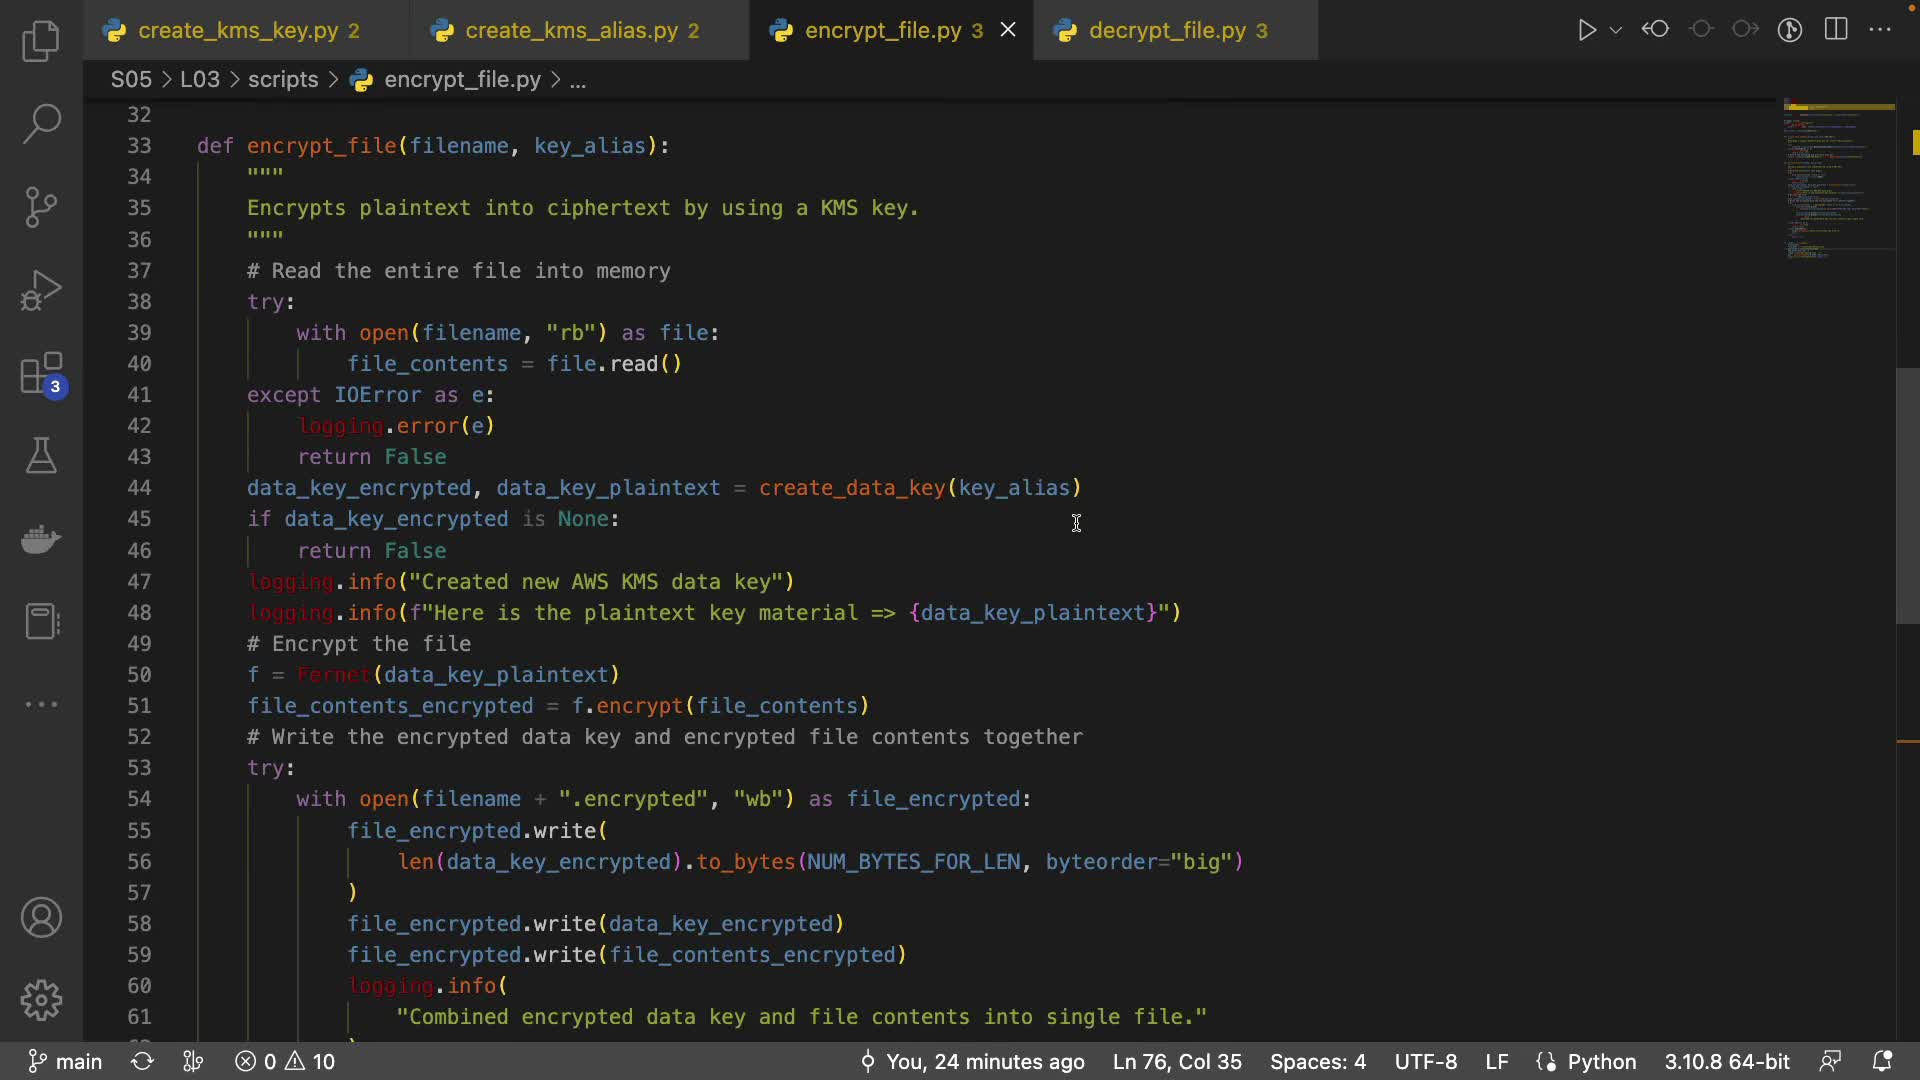 create_kms_key.py 2 create_kms_alias.py 2 encrypt_file.py 3 decrypt_file.py 3
S05 > L03 > scripts > encrypt_file.py > ...
32
33 def encrypt_file(filename, key_alias):
34 """
35 Encrypts plaintext into ciphertext by using a KMS key.
36 """
37 # Read the entire file into memory
38 try:
39 with open(filename, "rb") as file:
40 file_contents = file.read()
41 except IOError as e:
42 logging.error(e)
43 return False
44 data_key_encrypted, data_key_plaintext = create_data_key(key_alias)
45 if data_key_encrypted is None:
46 return False
47 logging.info("Created new AWS KMS data key")
48 logging.info(f"Here is the plaintext key material => {data_key_plaintext}")
49 # Encrypt the file
50 f = Fernet(data_key_plaintext)
51 file_contents_encrypted = f.encrypt(file_contents)
52 # Write the encrypted data key and encrypted file contents together
53 try:
54 with open(filename + ".encrypted", "wb") as file_encrypted:
55 file_encrypted.write(
56 len(data_key_encrypted).to_bytes(NUM_BYTES_FOR_LEN, byteorder="big")
57 )
58 file_encrypted.write(data_key_encrypted)
59 file_encrypted.write(file_contents_encrypted)
60 logging.info(
61 "Combined encrypted data key and file contents into single file."
3
main 0 10 You, 24 minutes ago Ln 76, Col 35 Spaces: 4 UTF-8 LF Python 3.10.8 64-bit